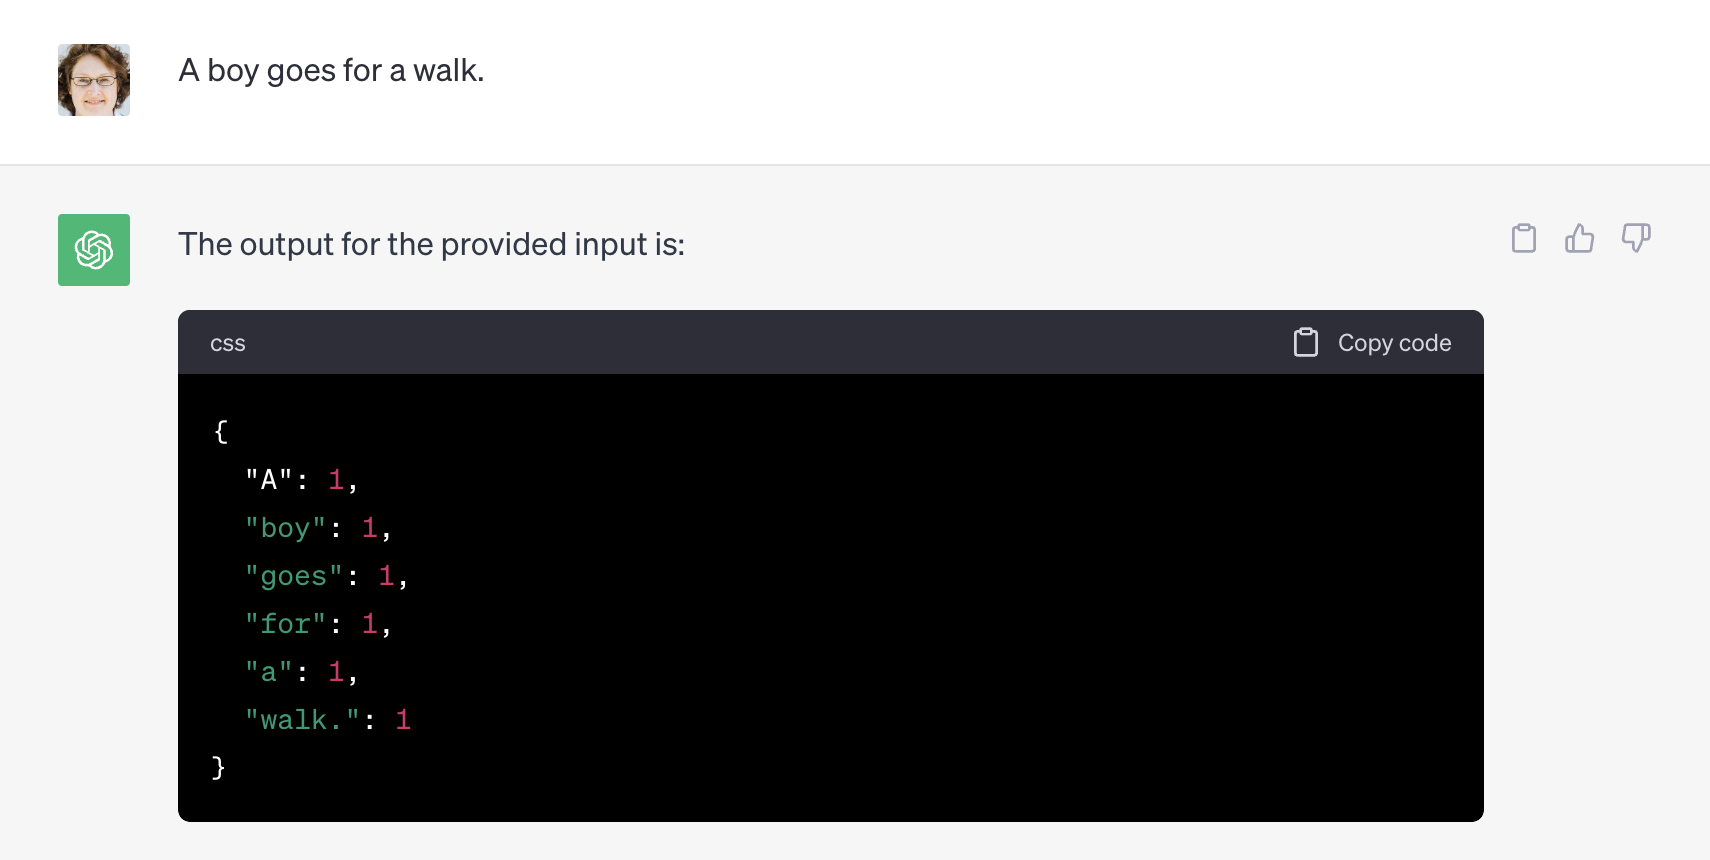 A boy goes for a walk.
The output for the provided input is:
css
Copy code
{
"A": 1,
"boy": 1,
"goes": 1,
"for": 1,
"a": 1,
"walk.": 1
}